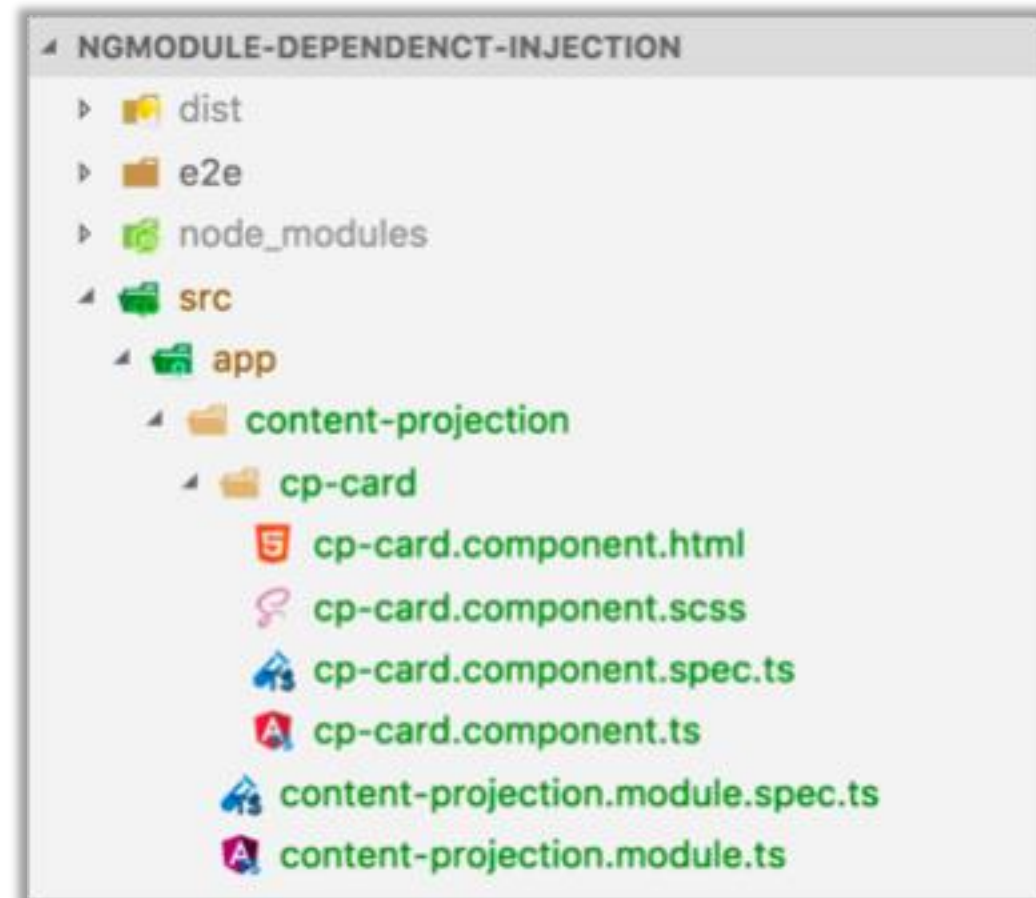 NGMODULE-DEPENDENCT-INJECTION
dist
e2e
node_modules
src
app
content-projection
cp-card
cp-card.component.html
cp-card.component.scss
cp-card.component.spec.ts
cp-card.component.ts
content-projection.module.spec.ts
content-projection.module.ts